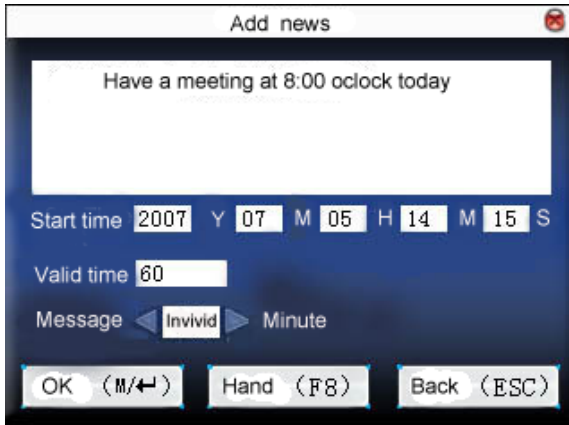 Add news
Have a meeting at 8:00 oclock today
Start time 2007 Y 07 M 05 H 14 M 15 S
Valid time 60
Message Invivid Minute
OK (M/↵) Hand (F8) Back (ESC)